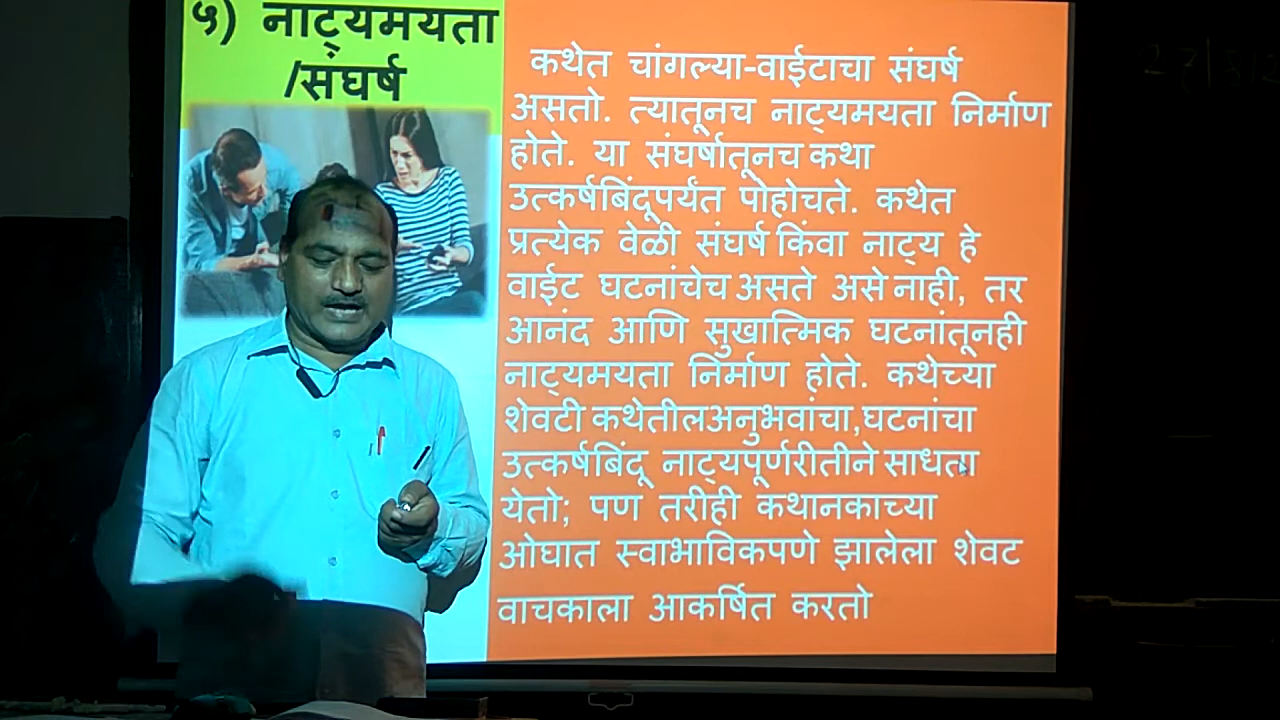 ५) नाट्यमयता
/संघर्ष
कथेत चांगल्या-वाईटाचा संघर्ष
असतो. त्यातूनच नाट्यमयता निर्माण
होते. या संघर्षातूनच कथा
उत्कर्षबिंदूपर्यंत पोहोचते. कथेत
प्रत्येक वेळी संघर्ष किंवा नाट्य हे
वाईट घटनांचेच असते असे नाही, तर
आनंद आणि सुखात्मिक घटनांतूनही
नाट्यमयता निर्माण होते. कथेच्या
शेवटी कथेतीलअनुभवांचा,घटनांचा
उत्कर्षबिंदू नाट्यपूर्णरीतीने साधता
येतो; पण तरीही कथानकाच्या
ओघात स्वाभाविकपणे झालेला शेवट
वाचकाला आकर्षित करतो